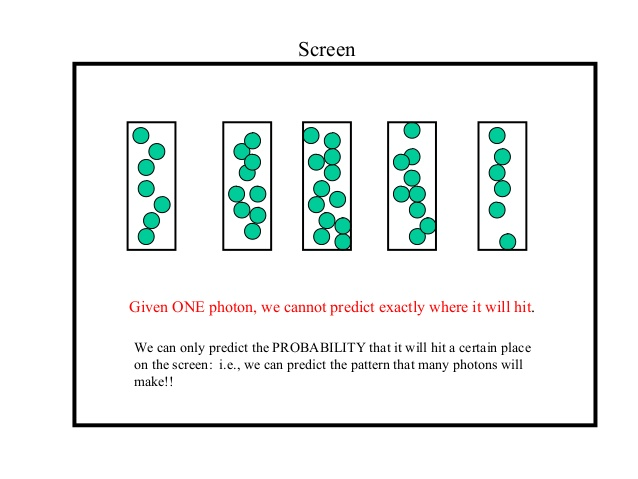 Screen
Given ONE photon, we cannot predict exactly where it will hit.
We can only predict the PROBABILITY that it will hit a certain place
on the screen:  i.e., we can predict the pattern that many photons will
make!!